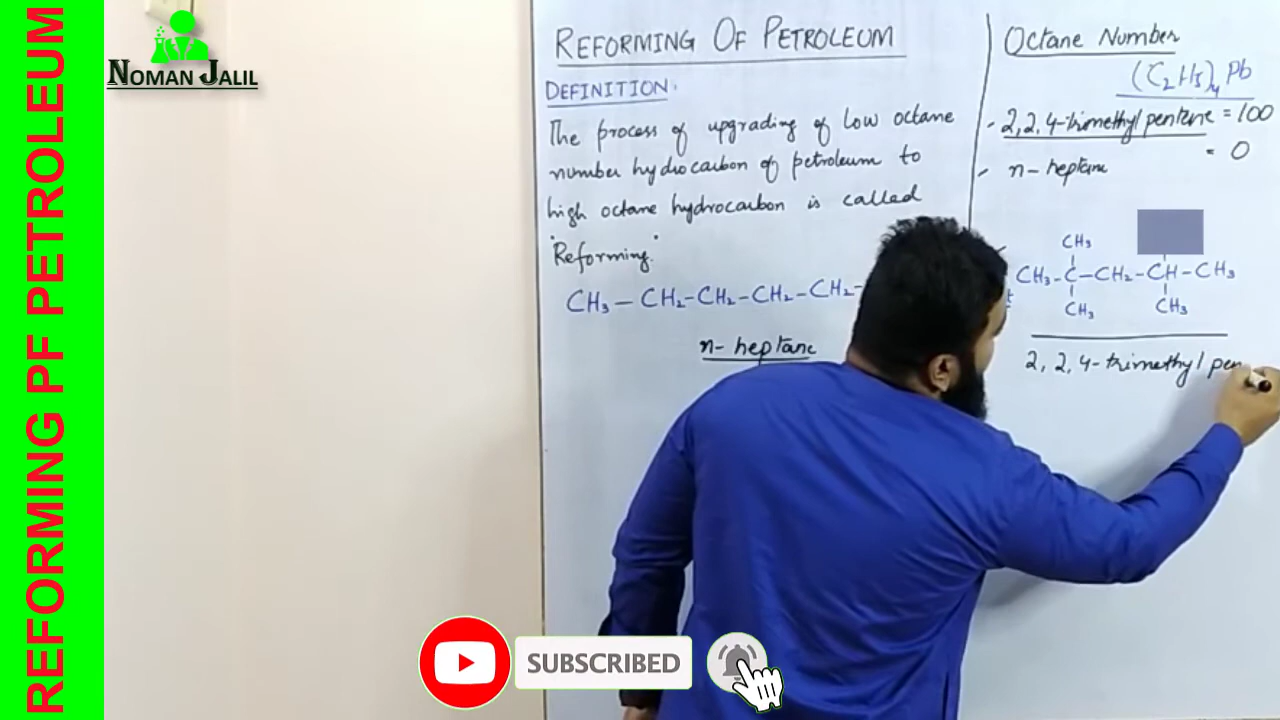 REFORMING PF PETROLEUM
NOMAN JALIL
REFORMING OF PETROLEUM
DEFINITION:
The process of upgrading of low octane
number hydrocarbon of petroleum to
high octane hydrocarbon is called
"Reforming."
CH₃-CH₂-CH₂-CH₂-CH₂-
n-heptane
Octane Number
(C₂H₅)₄Pb
2,2,4-trimethyl pentane = 100
= 0
n-heptane
CH₃
CH₃-C-CH₂-CH-CH₃
CH₃ CH₃
2,2,4-trimethyl pen
SUBSCRIBED